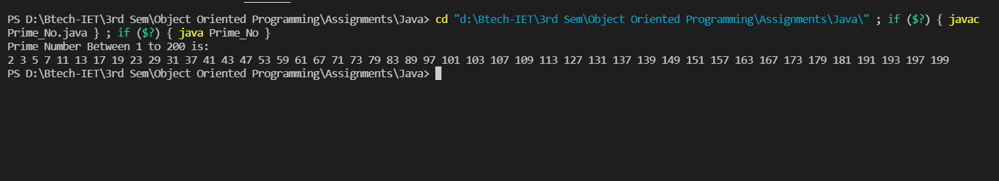 PS D:\Btech-IET\3rd Sem\Object Oriented Programming\Assignments\Java> cd "d:\Btech-IET\3rd Sem\Object Oriented Programming\Assignments\Java\" ; if ($?) { javac
Prime_No.java } ; if ($?) { java Prime_No }
Prime Number Between 1 to 200 is:
2 3 5 7 11 13 17 19 23 29 31 37 41 43 47 53 59 61 67 71 73 79 83 89 97 101 103 107 109 113 127 131 137 139 149 151 157 163 167 173 179 181 191 193 197 199
PS D:\Btech-IET\3rd Sem\Object Oriented Programming\Assignments\Java>